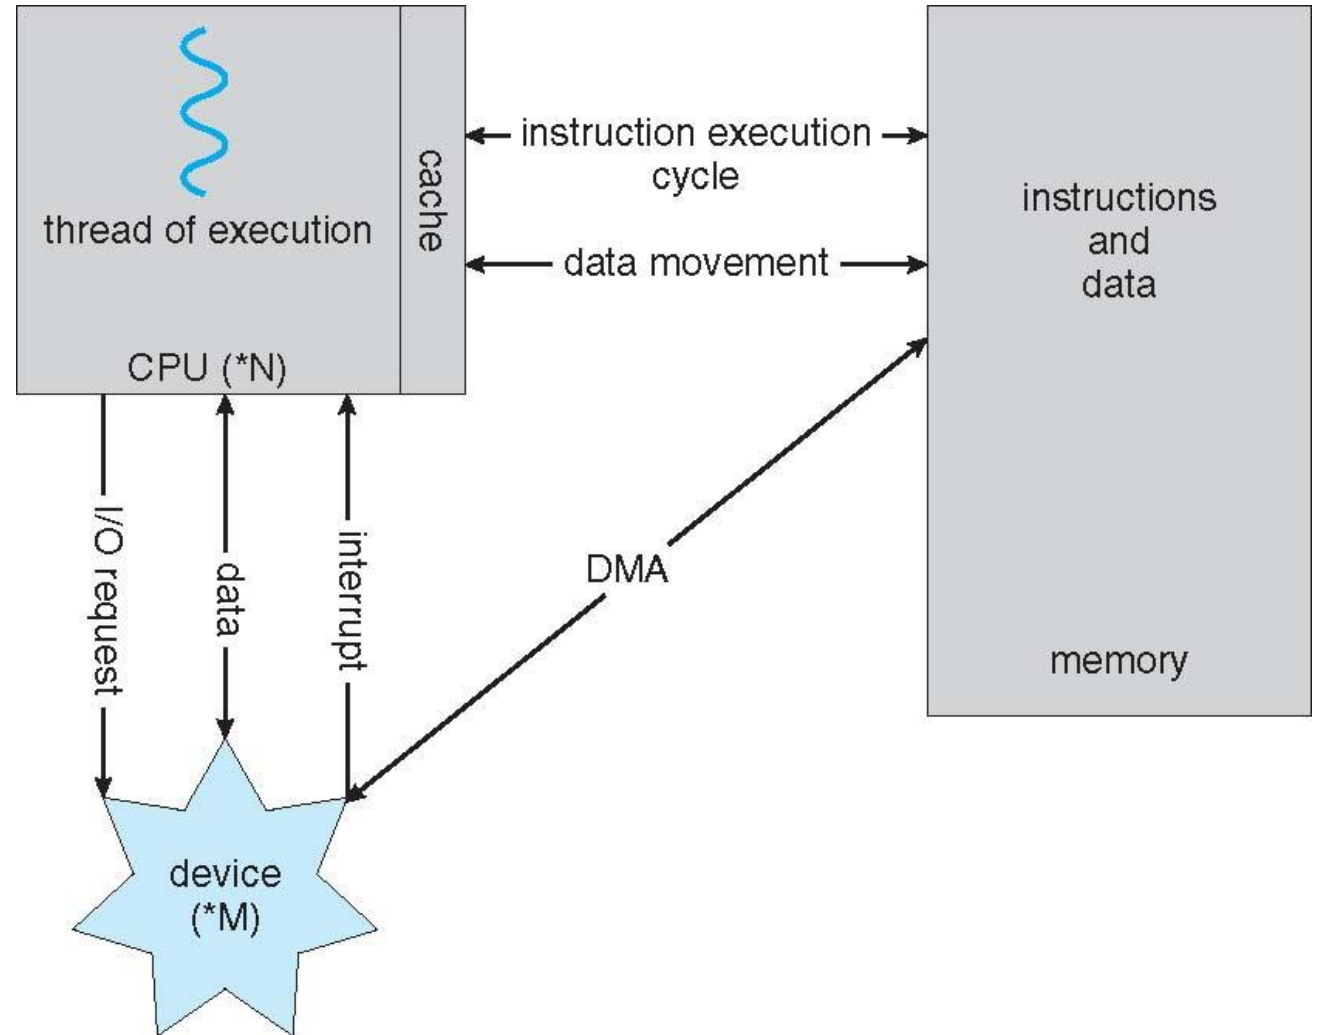 thread of execution
cache
CPU (*N)
instruction execution
cycle
data movement
instructions
and
data
memory
I/O request
data
interrupt
DMA
device
(*M)